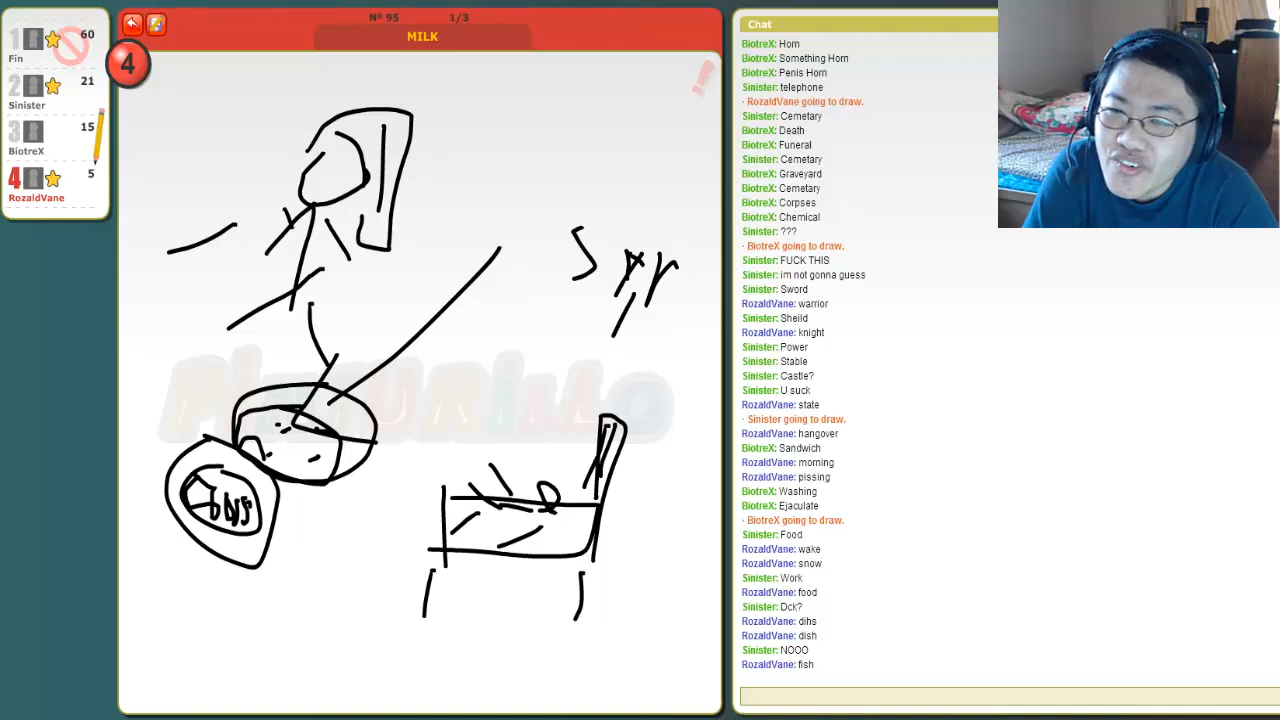 1
60
Fin
2
21
Sinister
3
15
BiotreX
4
5
RozaldVane
4
Nº 95
1/3
MILK
Chat
BiotreX: Horn
BiotreX: Something Horn
BiotreX: Penis Horn
Sinister: telephone
· RozaldVane going to draw.
Sinister: Cemetary
BiotreX: Death
BiotreX: Funeral
Sinister: Cemetary
BiotreX: Graveyard
BiotreX: Cemetary
BiotreX: Corpses
BiotreX: Chemical
Sinister: ???
· BiotreX going to draw.
Sinister: FUCK THIS
Sinister: im not gonna guess
Sinister: Sword
RozaldVane: warrior
Sinister: Sheild
RozaldVane: knight
Sinister: Power
Sinister: Stable
Sinister: Castle?
Sinister: U suck
RozaldVane: state
· Sinister going to draw.
RozaldVane: hangover
BiotreX: Sandwich
RozaldVane: morning
RozaldVane: pissing
BiotreX: Washing
BiotreX: Ejaculate
· BiotreX going to draw.
Sinister: Food
RozaldVane: wake
RozaldVane: snow
Sinister: Work
RozaldVane: food
Sinister: Dck?
RozaldVane: dihs
RozaldVane: dish
Sinister: NOOO
RozaldVane: fish